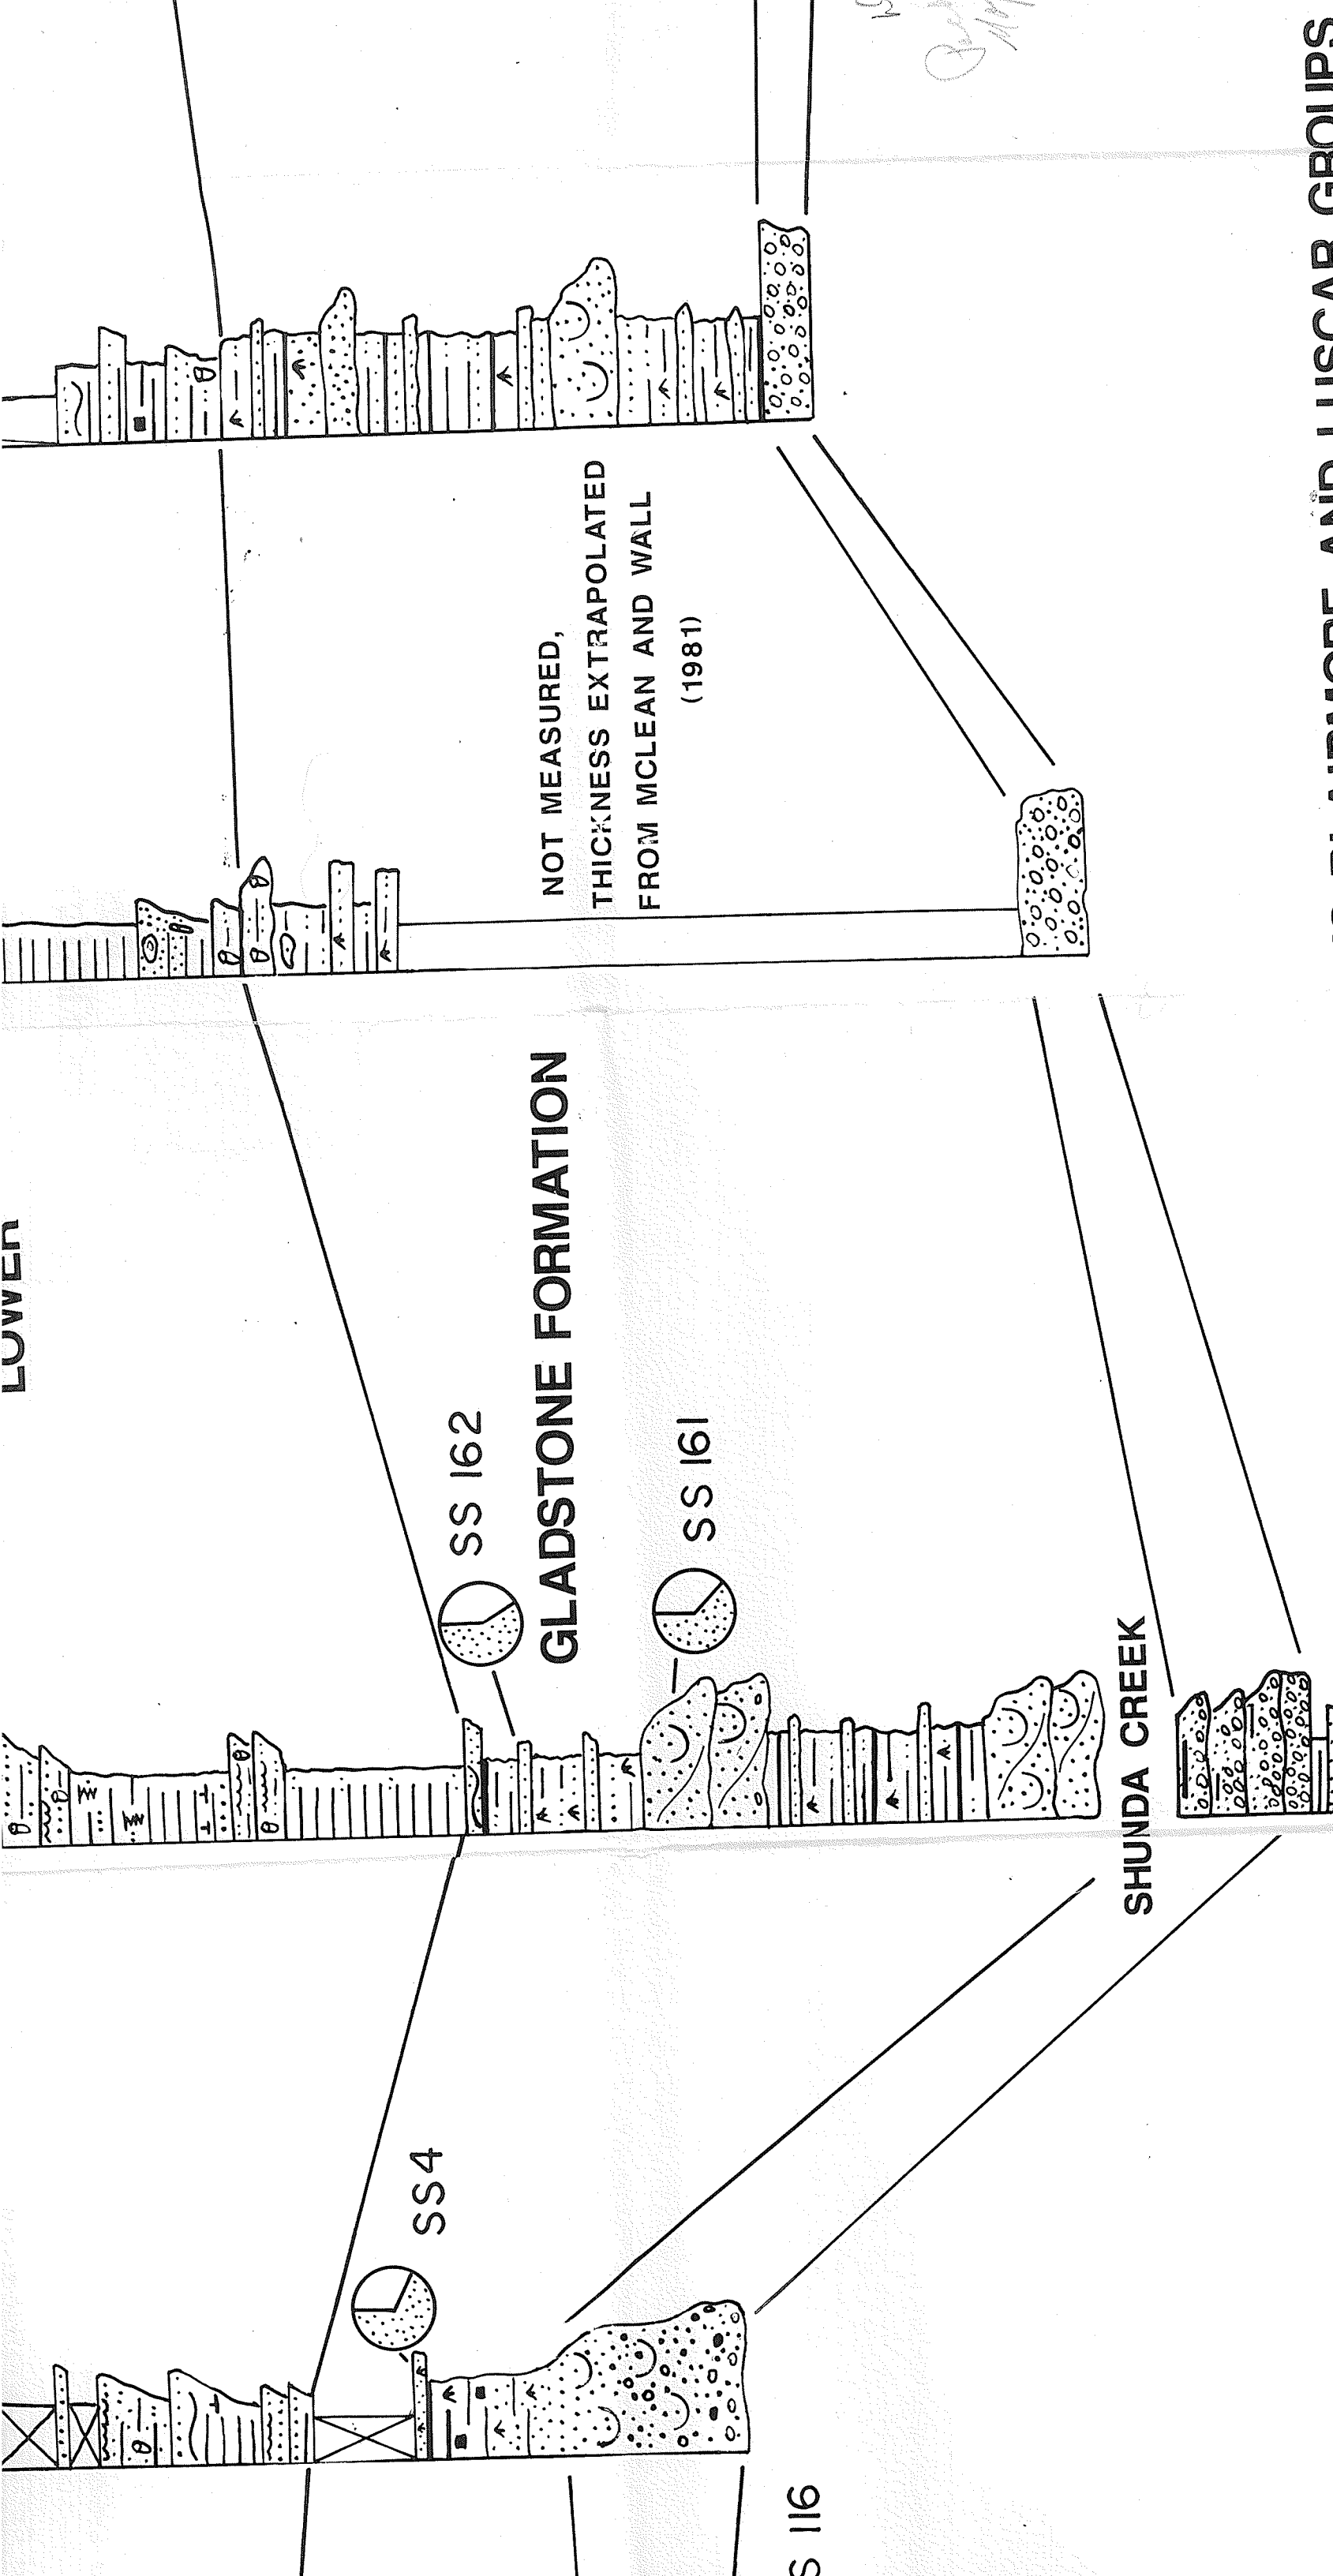 NOT MEASURED,
THICKNESS EXTRAPOLATED
FROM MCLEAN AND WALL
(1981)
LOWER
GLADSTONE FORMATION
SS 162
SS 161
SHUNDA CREEK
SS4
S 116
AIRMORE AND LUSCAR GROUPS